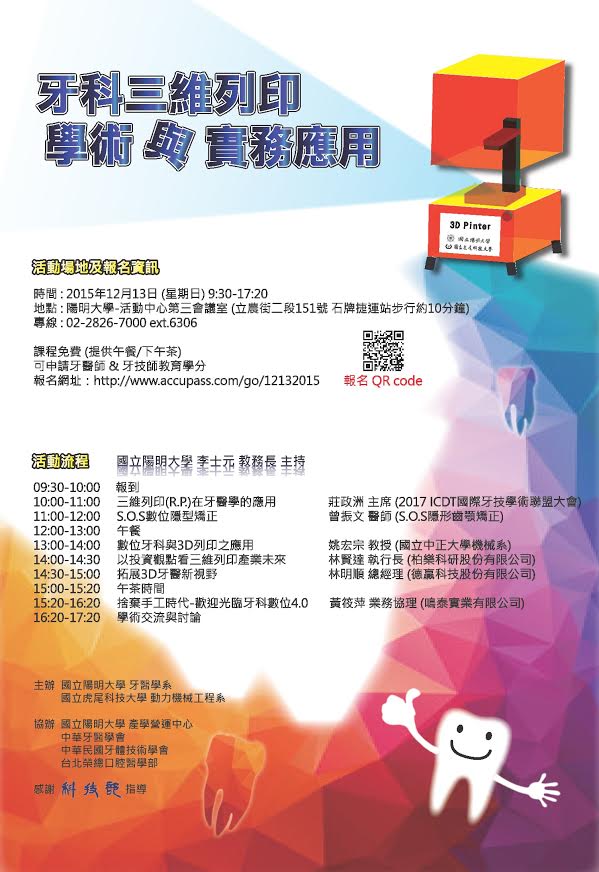 牙科三維列印
學術 與 實務應用
3D Pinter
國立陽明大學
國立虎尾科技大學
活動場地及報名資訊
時間 : 2015年12月13日 (星期日) 9:30-17:20
地點 : 陽明大學-活動中心第三會議室 (立農街二段151號 石牌捷運站步行約10分鐘)
專線 : 02-2826-7000 ext.6306
課程免費 (提供午餐/下午茶)
可申請牙醫師 & 牙技師教育學分
報名網址：http://www.accupass.com/go/12132015 報名 QR code
活動流程 國立陽明大學 李士元 教務長 主持
09:30-10:00 報到
10:00-11:00 三維列印(R.P.)在牙醫學的應用 莊政洲 主席 (2017 ICDT國際牙技學術聯盟大會)
11:00-12:00 S.O.S數位隱型矯正 曾振文 醫師 (S.O.S隱形齒顎矯正)
12:00-13:00 午餐
13:00-14:00 數位牙科與3D列印之應用 姚宏宗 教授 (國立中正大學機械系)
14:00-14:30 以投資觀點看三維列印產業未來 林賢達 執行長 (柏樂科研股份有限公司)
14:30-15:00 拓展3D牙醫新視野 林明順 總經理 (德贏科技股份有限公司)
15:00-15:20 午茶時間
15:20-16:20 捨棄手工時代-歡迎光臨牙科數位4.0 黃筱萍 業務協理 (鳴泰實業有限公司)
16:20-17:20 學術交流與討論
主辦 國立陽明大學 牙醫學系
國立虎尾科技大學 動力機械工程系
協辦 國立陽明大學 產學營運中心
中華牙醫學會
中華民國牙體技術學會
台北榮總口腔醫學部
感謝 科技部 指導